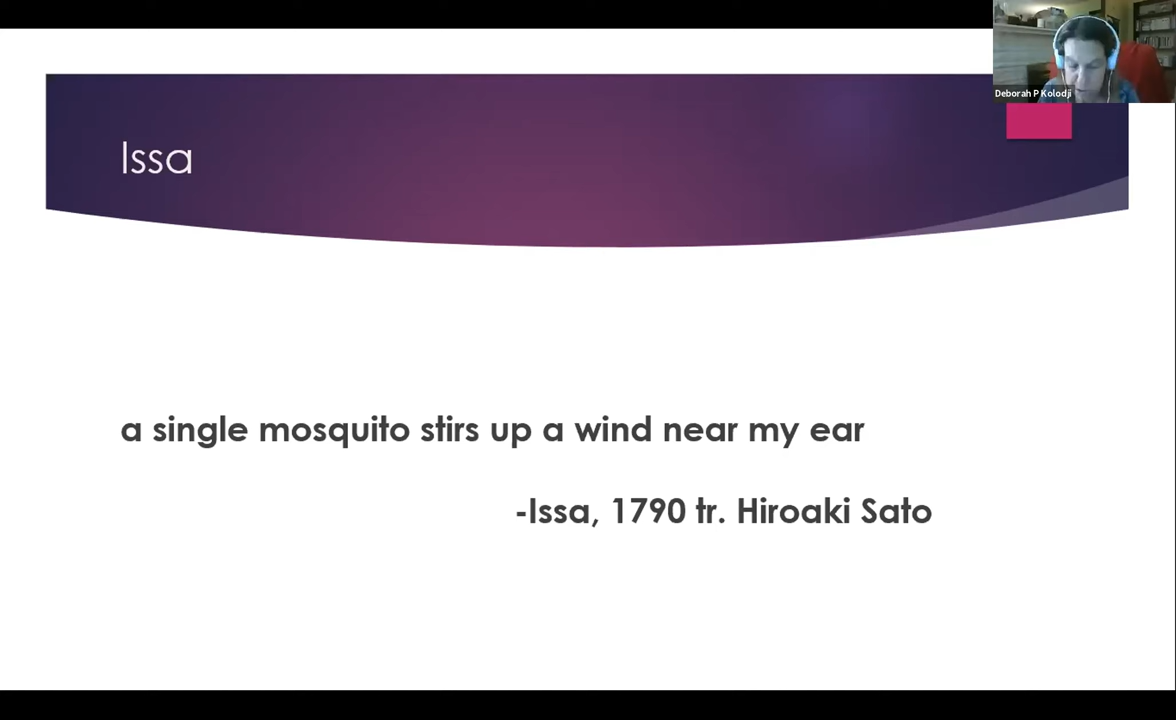 Deborah P Kolodji
Issa
a single mosquito stirs up a wind near my ear
-Issa, 1790 tr. Hiroaki Sato